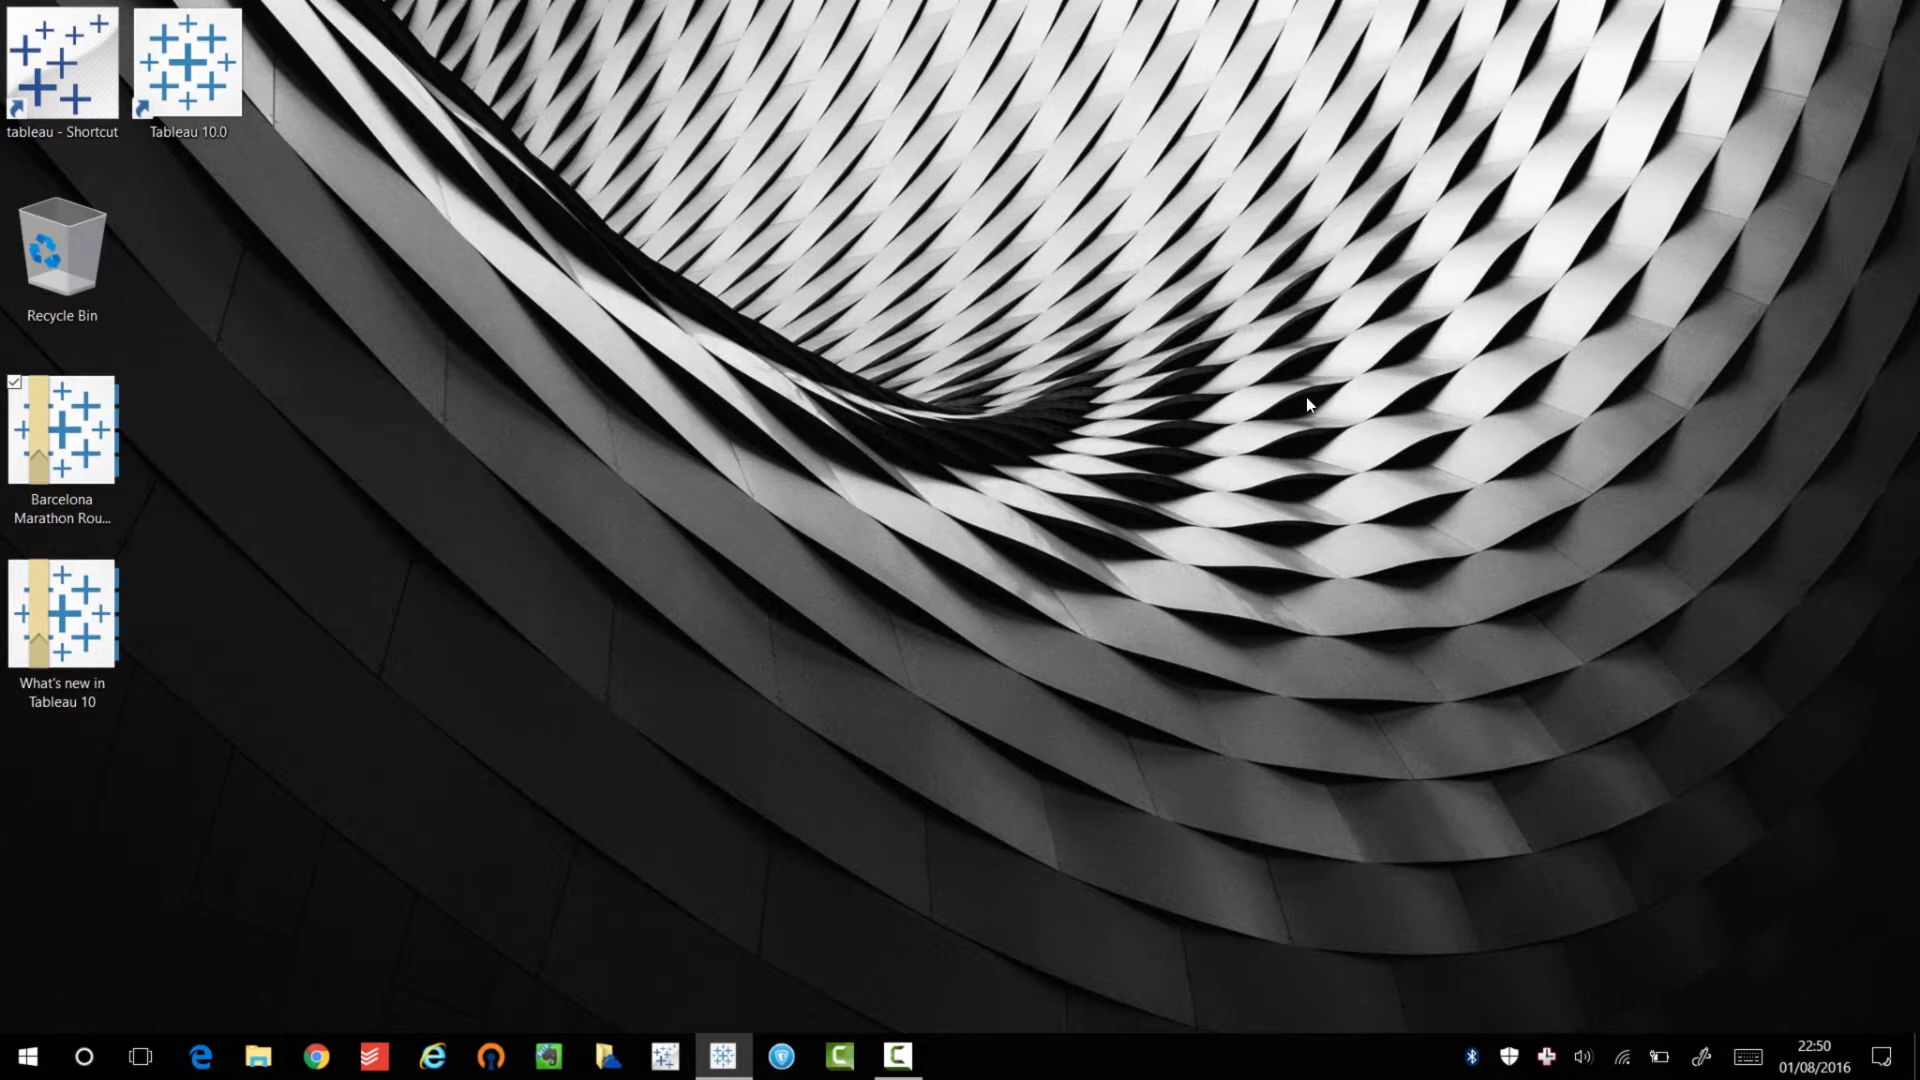 tableau - Shortcut
Tableau 10.0
Recycle Bin
Barcelona
Marathon Rou...
What's new in
Tableau 10
22:50
01/08/2016